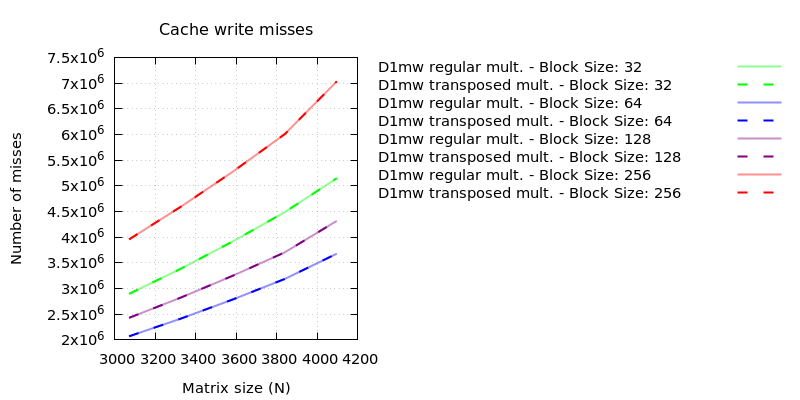 Cache write misses
7.5x10^6
7x10^6
6.5x10^6
6x10^6
5.5x10^6
5x10^6
4.5x10^6
4x10^6
3.5x10^6
3x10^6
2.5x10^6
2x10^6
Number of misses
3000 3200 3400 3600 3800 4000 4200
Matrix size (N)
D1mw regular mult. - Block Size: 32
D1mw transposed mult. - Block Size: 32
D1mw regular mult. - Block Size: 64
D1mw transposed mult. - Block Size: 64
D1mw regular mult. - Block Size: 128
D1mw transposed mult. - Block Size: 128
D1mw regular mult. - Block Size: 256
D1mw transposed mult. - Block Size: 256